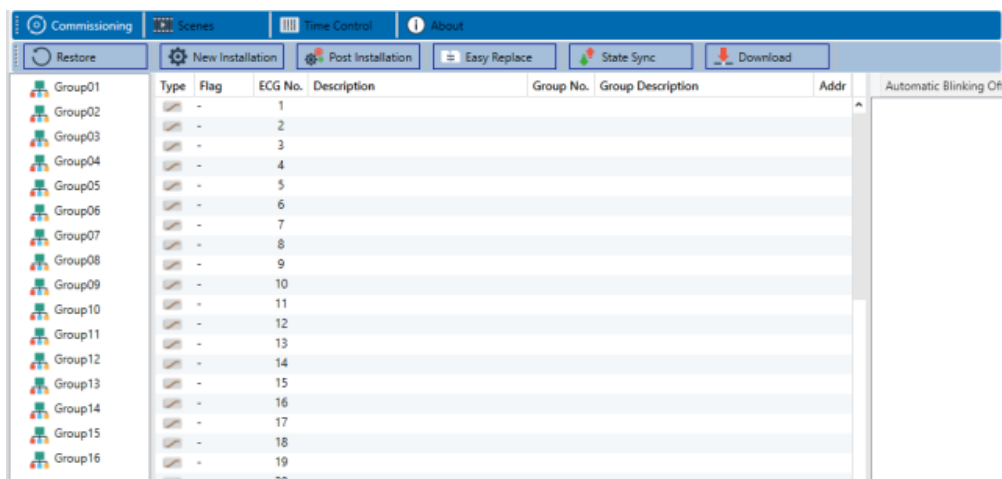 Commissioning Scenes Time Control About
Restore New Installation Post Installation Easy Replace State Sync Download
Group01
Group02
Group03
Group04
Group05
Group06
Group07
Group08
Group09
Group10
Group11
Group12
Group13
Group14
Group15
Group16
Type Flag ECG No. Description Group No. Group Description Addr
- 1
- 2
- 3
- 4
- 5
- 6
- 7
- 8
- 9
- 10
- 11
- 12
- 13
- 14
- 15
- 16
- 17
- 18
- 19
Automatic Blinking Of